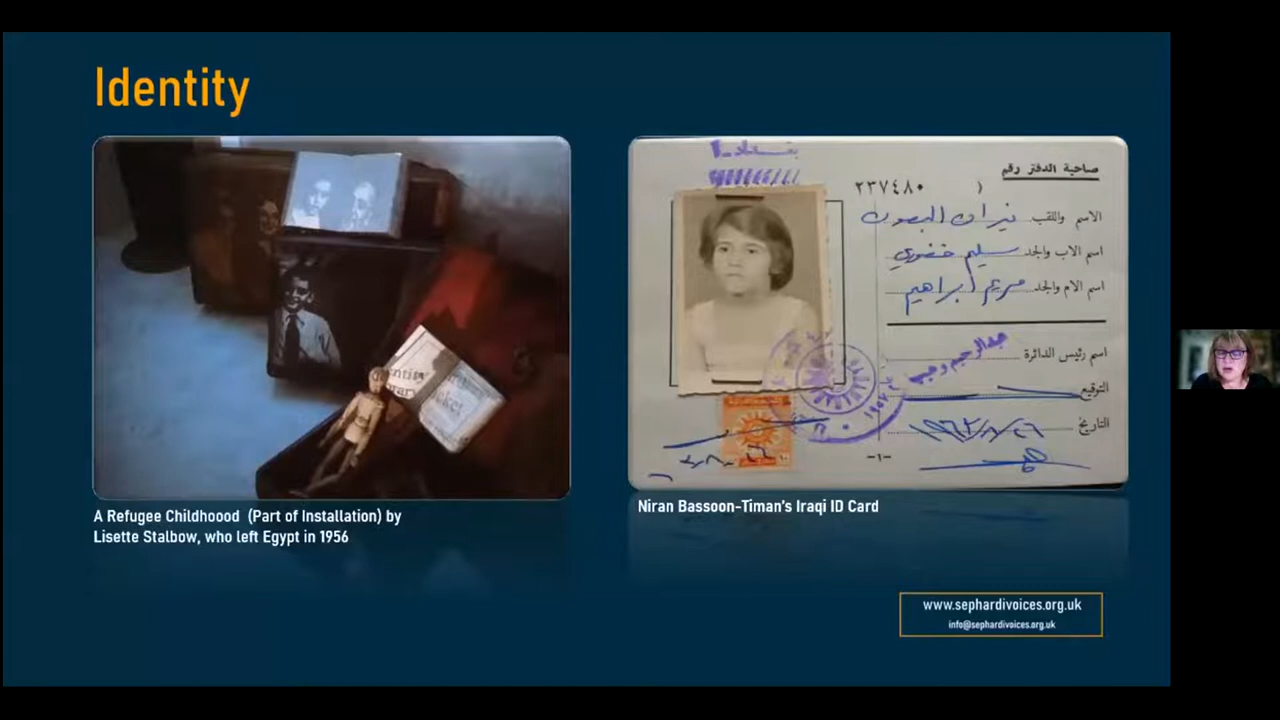 Identity
A Refugee Childhoood (Part of Installation) by
Lisette Stalbow, who left Egypt in 1956
صاحبة الدفتر رقم
٢٣٧٤٨٠
الاسم واللقب نيران البصون
اسم الاب والجد سليم خضوري
اسم الام والجد مريم ابراهيم
اسم رئيس الدائرة
التوقيع
التاريخ
-١-
Niran Bassoon-Timan's Iraqi ID Card
www.sephardivoices.org.uk
info@sephardivoices.org.uk